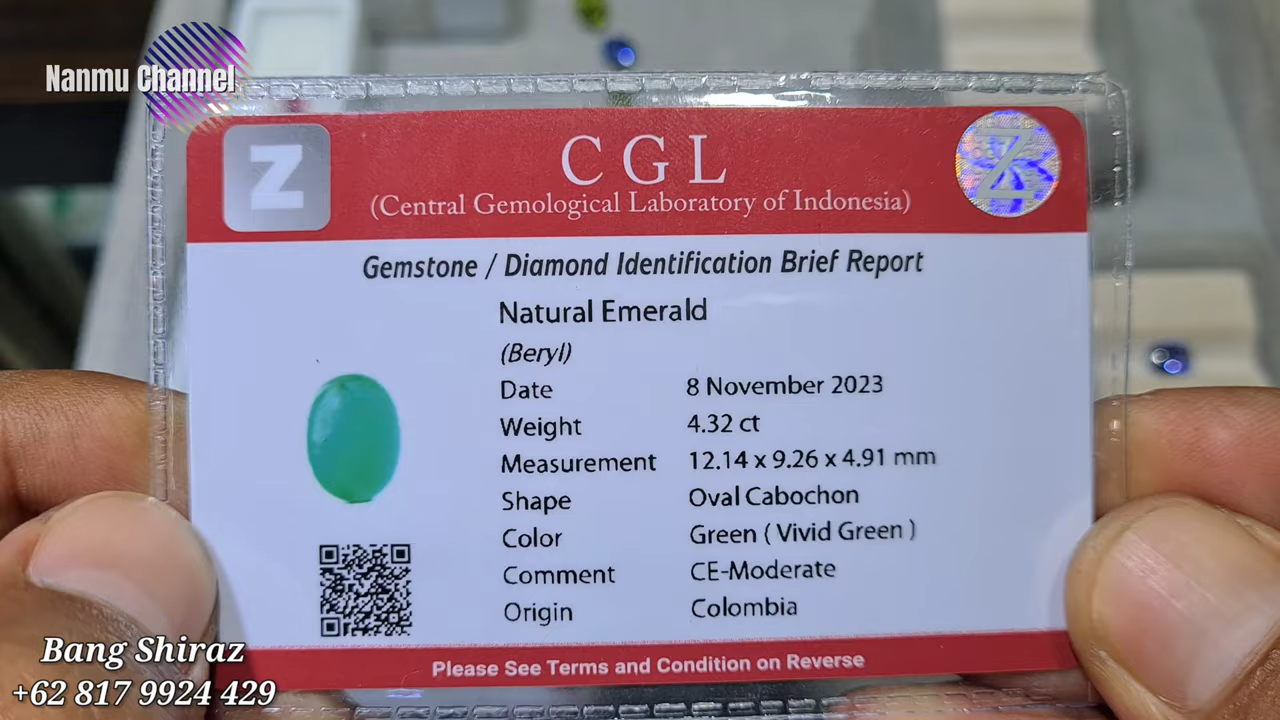 Nanmu Channel
Z
CGL
Z
(Central Gemological Laboratory of Indonesia)
Gemstone / Diamond Identification Brief Report
Natural Emerald
(Beryl)
Date 8 November 2023
Weight 4.32 ct
Measurement 12.14 x 9.26 x 4.91 mm
Shape Oval Cabochon
Color Green ( Vivid Green )
Comment CE-Moderate
Origin Colombia
Please See Terms and Condition on Reverse
Bang Shiraz
+62 817 9924 429